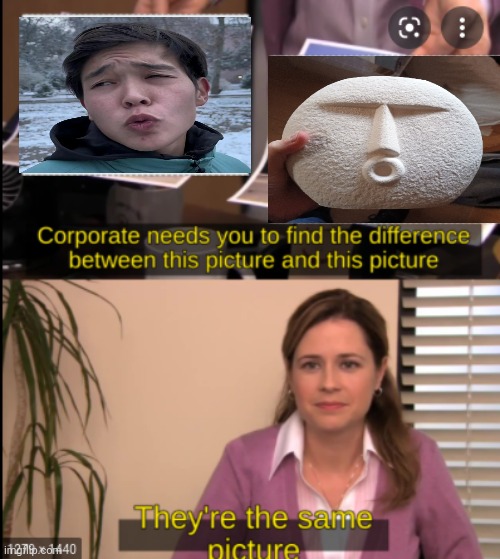 Corporate needs you to find the difference
between this picture and this picture
They're the same
picture